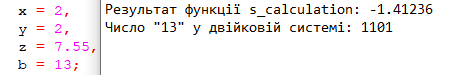 x = 2,
y = 2,
z = 7.55,
b = 13;
Результат функції s_calculation: -1.41236
Число "13" у двійковій системі: 1101